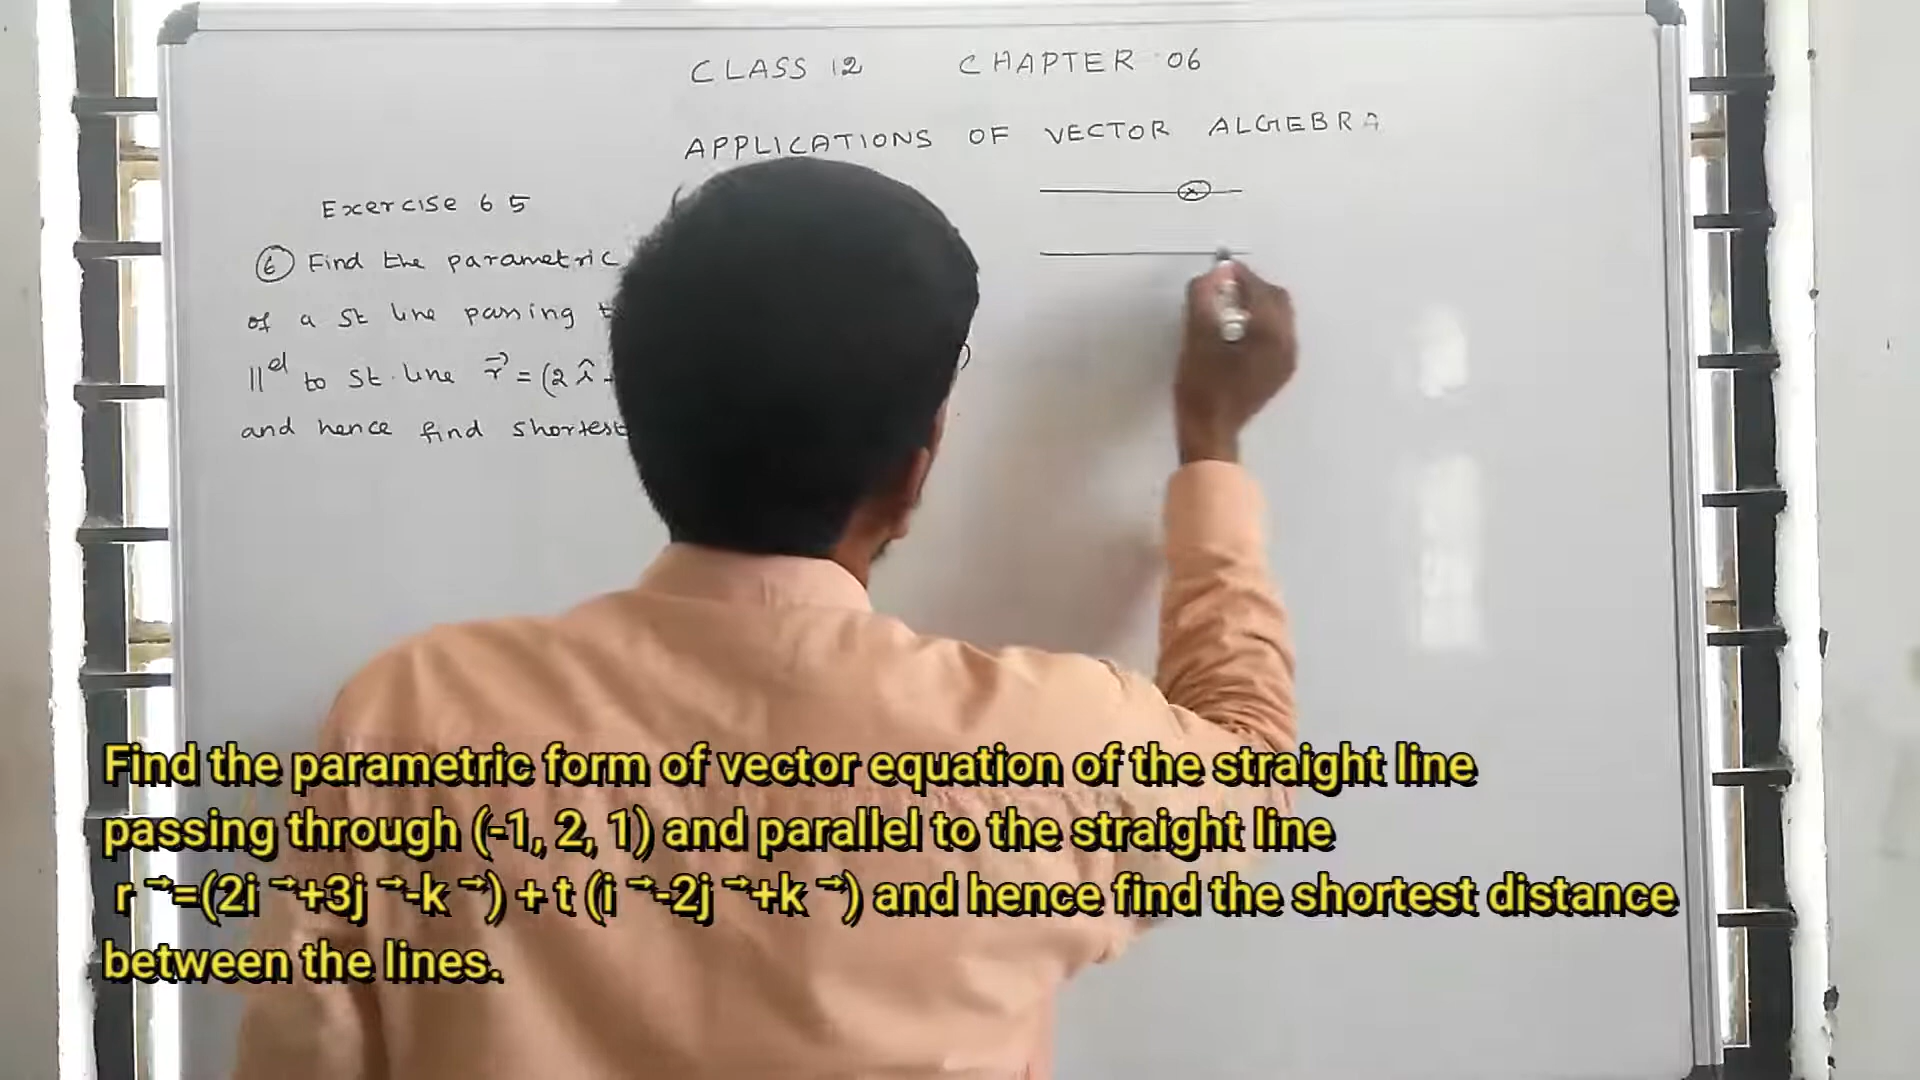 CLASS 12 CHAPTER 06
APPLICATIONS OF VECTOR ALGEBRA
Exercise 6 5
6 Find the parametric
of a st line passing
||el to st. line r⃗ = (2 î
and hence find shortest
Find the parametric form of vector equation of the straight line
passing through (-1, 2, 1) and parallel to the straight line
r→=(2i→+3j→-k→) + t (i→-2j→+k→) and hence find the shortest distance
between the lines.